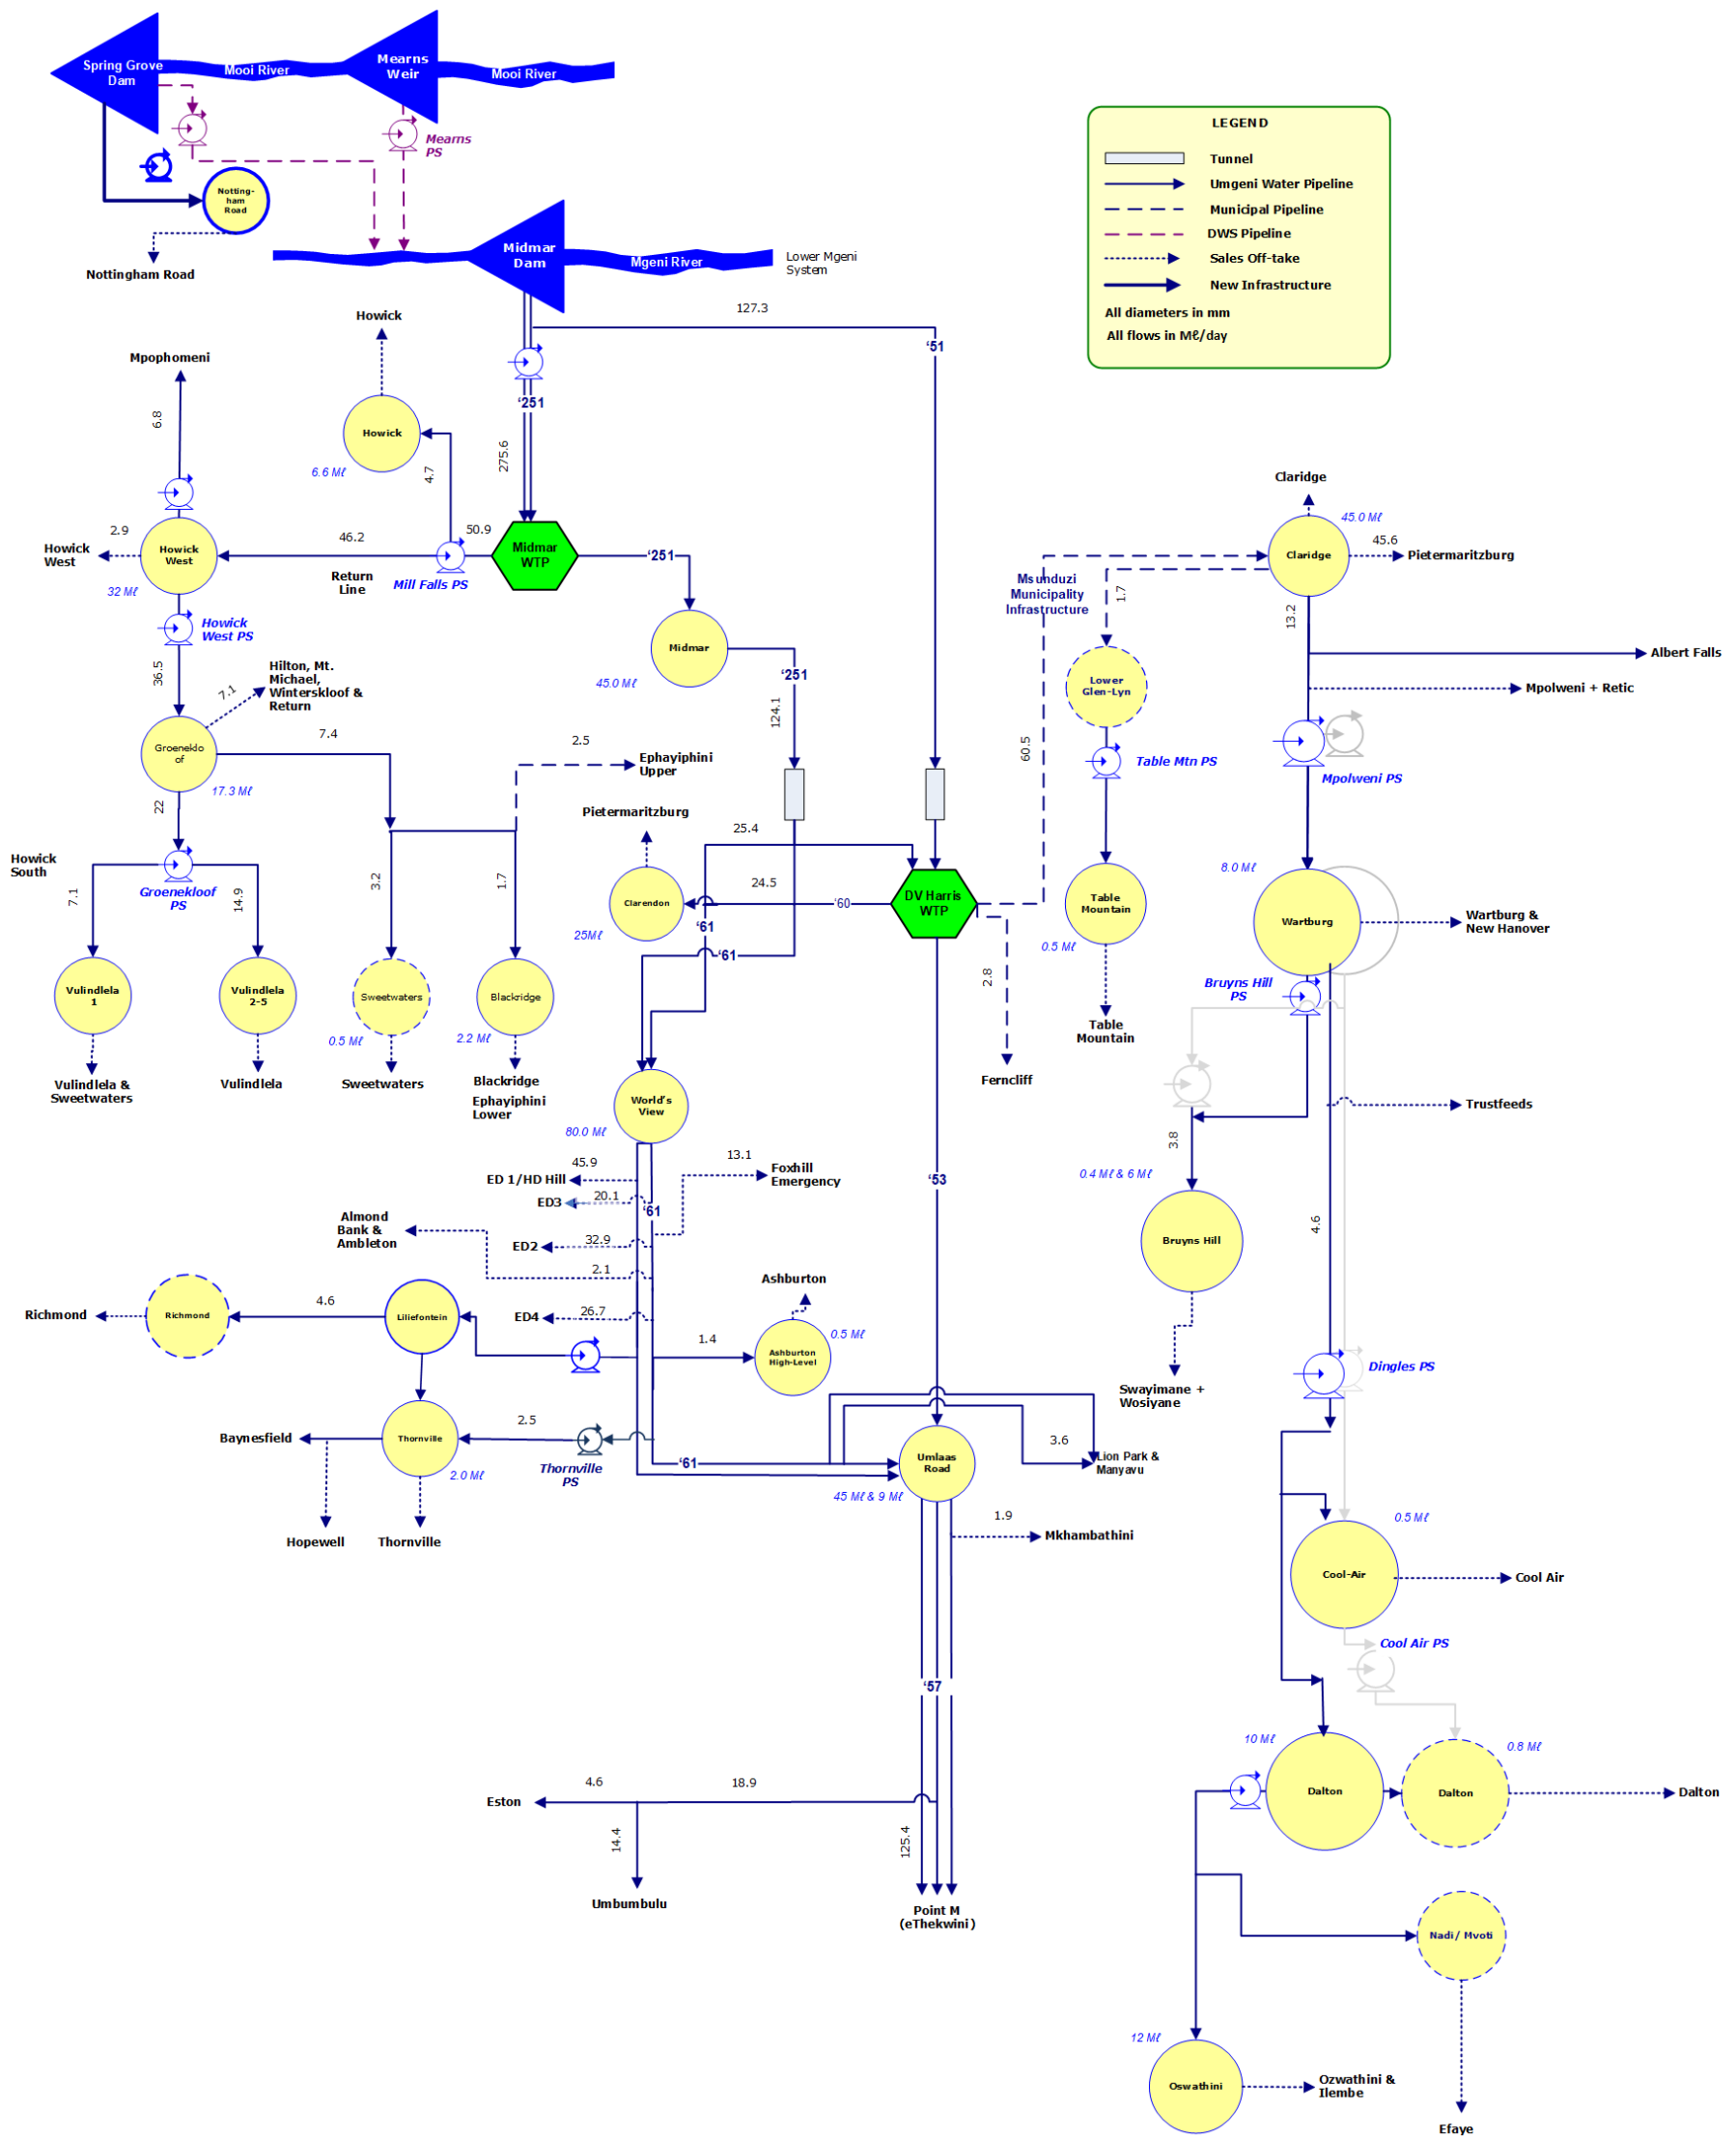 Spring Grove
Dam
Mooi River
Mearns
Weir
Mooi River
Mearns
PS
Notting-
ham
Road
Nottingham Road
Midmar
Dam
Mgeni River
Lower Mgeni
System
LEGEND
Tunnel
Umgeni Water Pipeline
Municipal Pipeline
DWS Pipeline
Sales Off-take
New Infrastructure
All diameters in mm
All flows in Mℓ/day
127.3
‘51
Howick
Mpophomeni
6.8
Howick
6.6 Mℓ
4.7
‘251
275.6
2.9
Howick
West
Howick
West
32 Mℓ
46.2
Return
Line
50.9
Mill Falls PS
Midmar
WTP
‘251
Howick
West PS
36.5
Hilton, Mt.
Michael,
Winterskloof &
Return
7.1
Midmar
45.0 Mℓ
‘251
124.1
Groeneklo
of
17.3 Mℓ
7.4
22
2.5
Ephayiphini
Upper
Howick
South
Groenekloof
PS
7.1
14.9
3.2
1.7
Vulindlela
1
Vulindlela
2-5
Sweetwaters
0.5 Mℓ
Blackridge
2.2 Mℓ
Vulindlela &
Sweetwaters
Vulindlela
Sweetwaters
Blackridge
Ephayiphini
Lower
Pietermaritzburg
25.4
24.5
Clarendon
25Mℓ
‘60
DV Harris
WTP
‘61
‘61
2.8
Ferncliff
60.5
Msunduzi
Municipality
Infrastructure
1.7
Claridge
45.0 Mℓ
Claridge
45.6
Pietermaritzburg
13.2
Albert Falls
Mpolweni + Retic
Lower
Glen-Lyn
Table Mtn PS
Mpolweni PS
Table
Mountain
0.5 Mℓ
Table
Mountain
8.0 Mℓ
Wartburg
Wartburg &
New Hanover
Bruyns Hill
PS
Trustfeeds
3.8
0.4 Mℓ & 6 Mℓ
Bruyns Hill
4.6
Swayimane +
Wosiyane
Dingles PS
World’s
View
80.0 Mℓ
45.9
ED 1/HD Hill
20.1
ED3
‘61
13.1
Foxhill
Emergency
‘53
Almond
Bank &
Ambleton
32.9
ED2
2.1
26.7
ED4
Ashburton
Richmond
Richmond
4.6
Liliefontein
1.4
Ashburton
High-Level
0.5 Mℓ
Baynesfield
Thornville
2.0 Mℓ
2.5
Thornville
PS
‘61
Umlaas
Road
45 Mℓ & 9 Mℓ
3.6
Lion Park &
Manyavu
Hopewell
Thornville
1.9
Mkhambathini
0.5 Mℓ
Cool-Air
Cool Air
Cool Air PS
‘57
10 Mℓ
Dalton
0.8 Mℓ
Dalton
Dalton
Eston
4.6
18.9
14.4
Umbumbulu
125.4
Point M
(eThekwini)
Nadi / Mvoti
12 Mℓ
Oswathini
Ozwathini &
Ilembe
Efaye